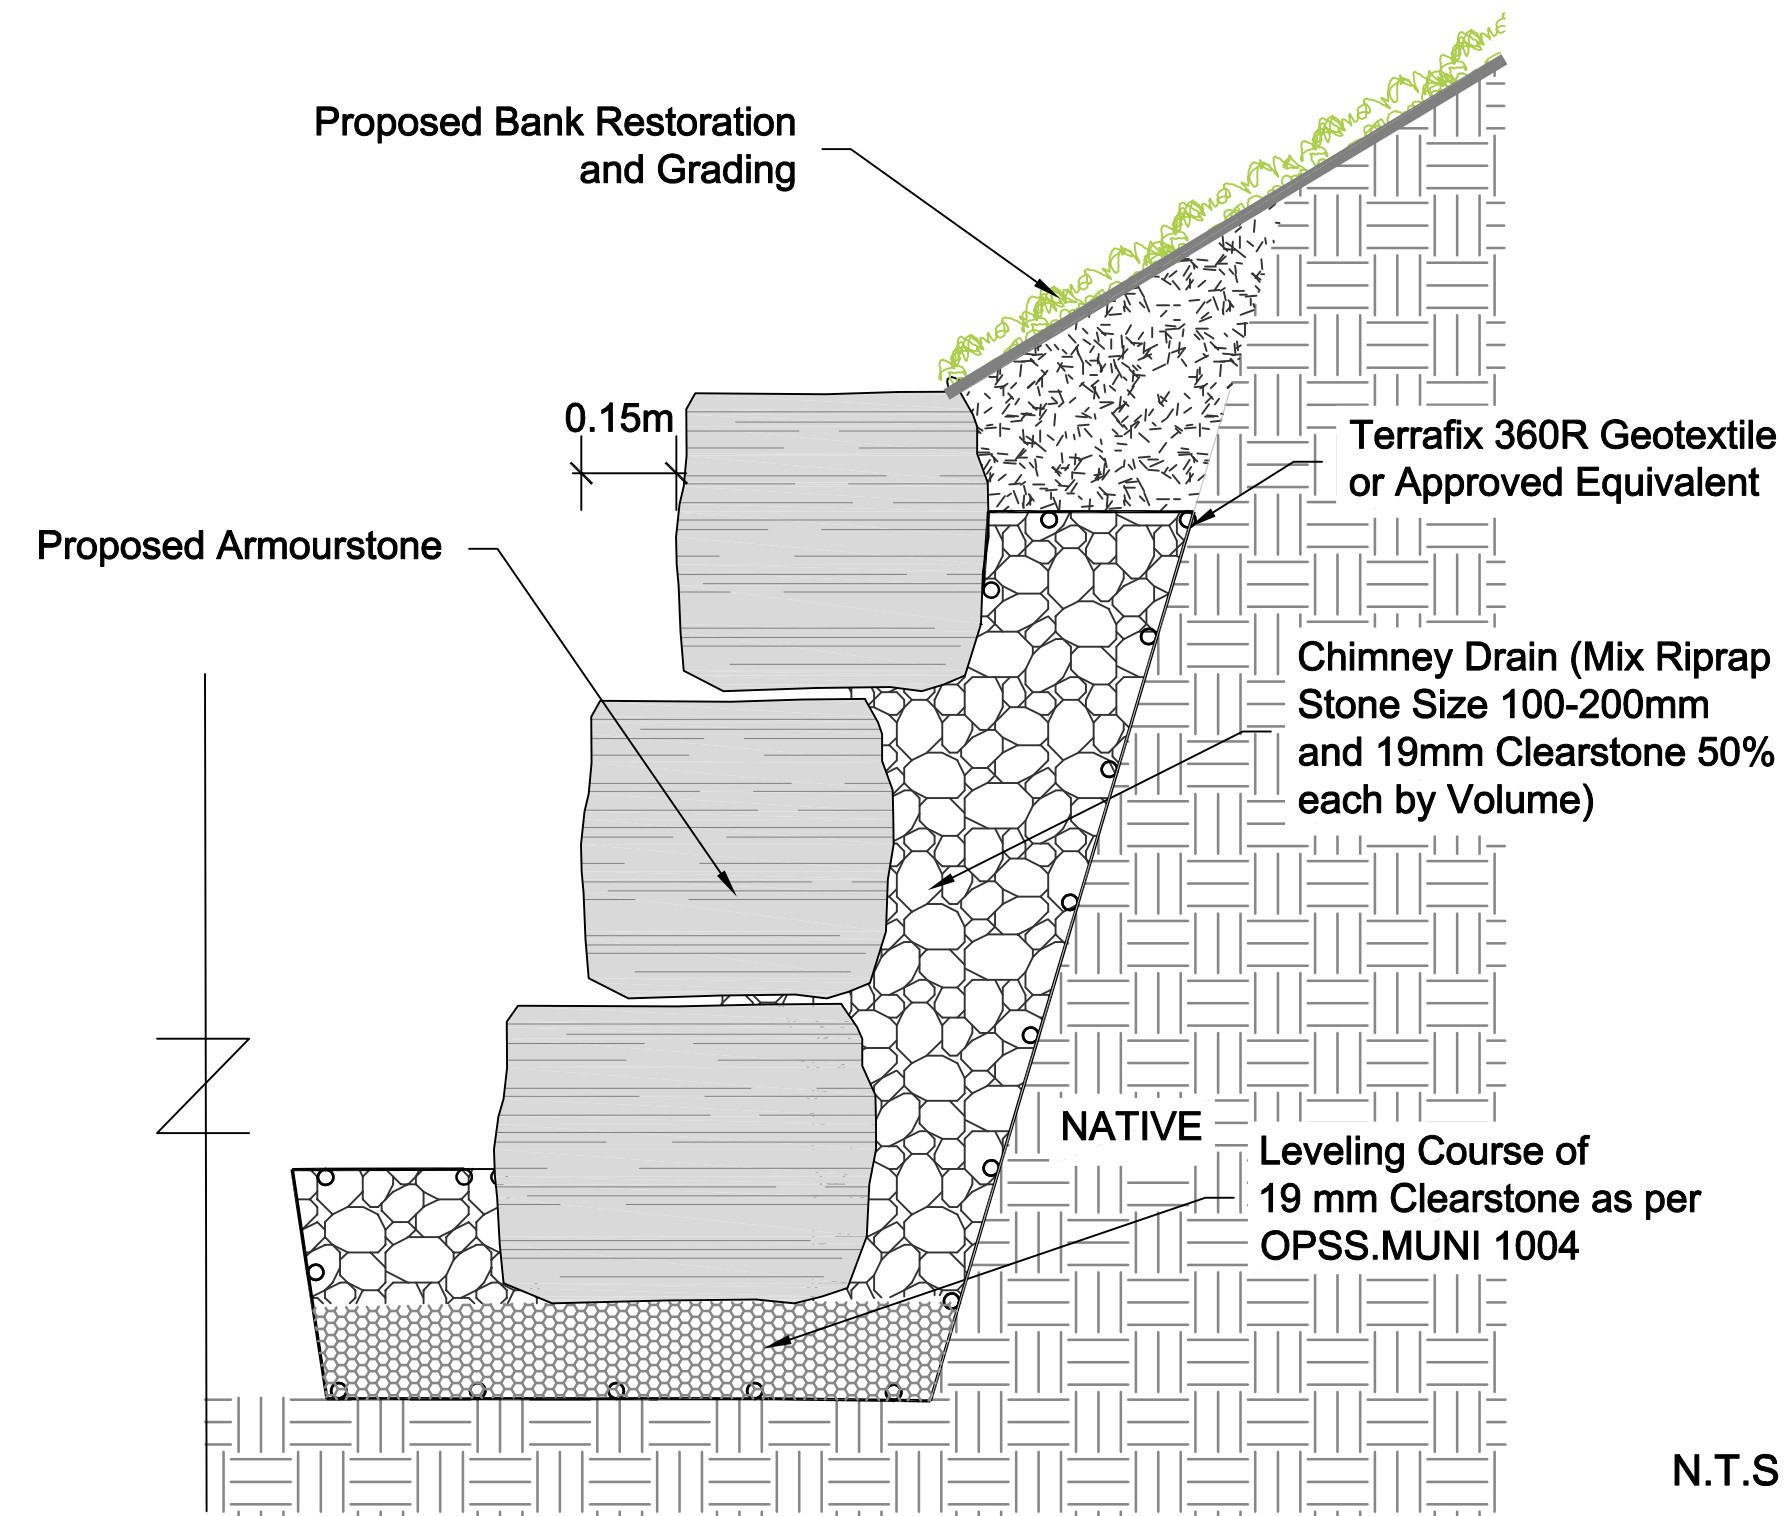 Proposed Bank Restoration
and Grading
0.15m
Terrafix 360R Geotextile
or Approved Equivalent
Proposed Armourstone
Chimney Drain (Mix Riprap
Stone Size 100-200mm
and 19mm Clearstone 50%
each by Volume)
NATIVE
Leveling Course of
19 mm Clearstone as per
OPSS.MUNI 1004
N.T.S